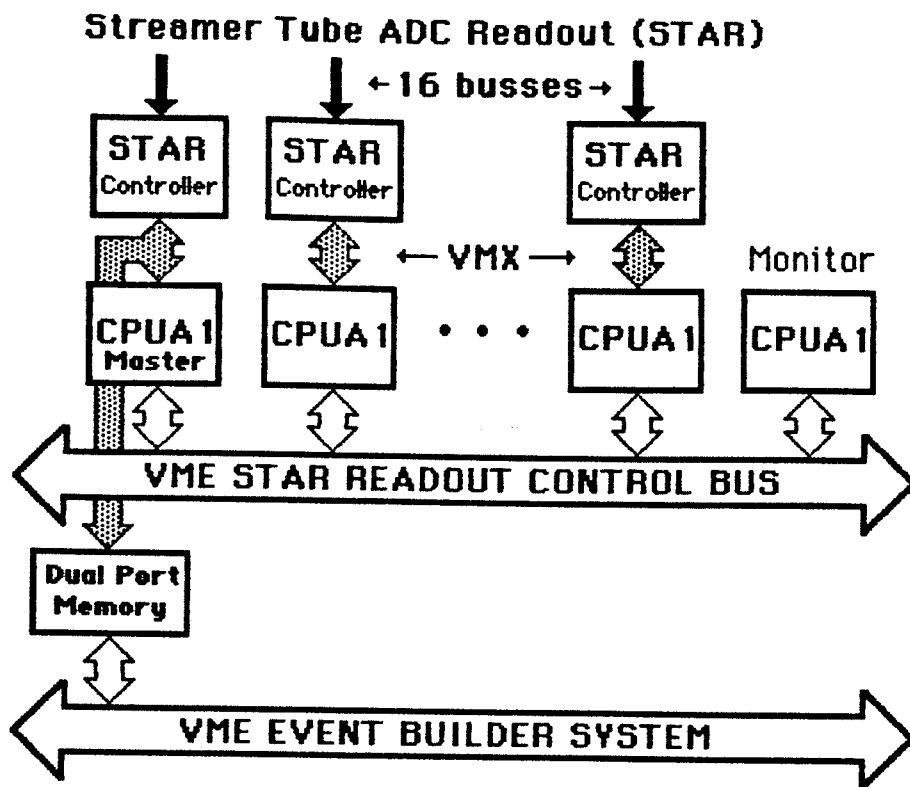 Streamer Tube ADC Readout (STAR)
←16 busses→
STAR
Controller
STAR
Controller
STAR
Controller
←VMX→
Monitor
CPUA1
Master
CPUA1
• • •
CPUA1
CPUA1
VME STAR READOUT CONTROL BUS
Dual Port
Memory
VME EVENT BUILDER SYSTEM